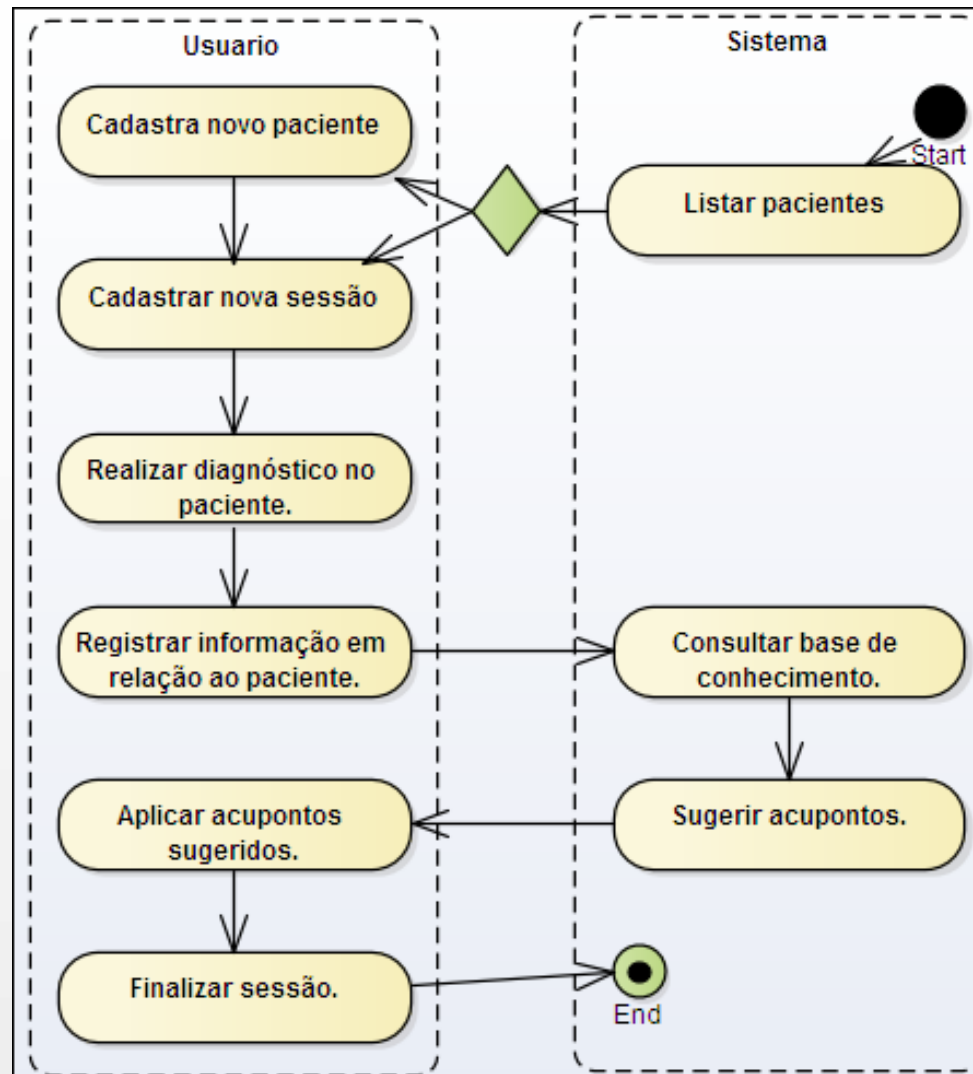 Usuario
Sistema
Start
Cadastra novo paciente
Listar pacientes
Cadastrar nova sessão
Realizar diagnóstico no
paciente.
Registrar informação em
relação ao paciente.
Consultar base de
conhecimento.
Sugerir acupontos.
Aplicar acupontos
sugeridos.
Finalizar sessão.
End